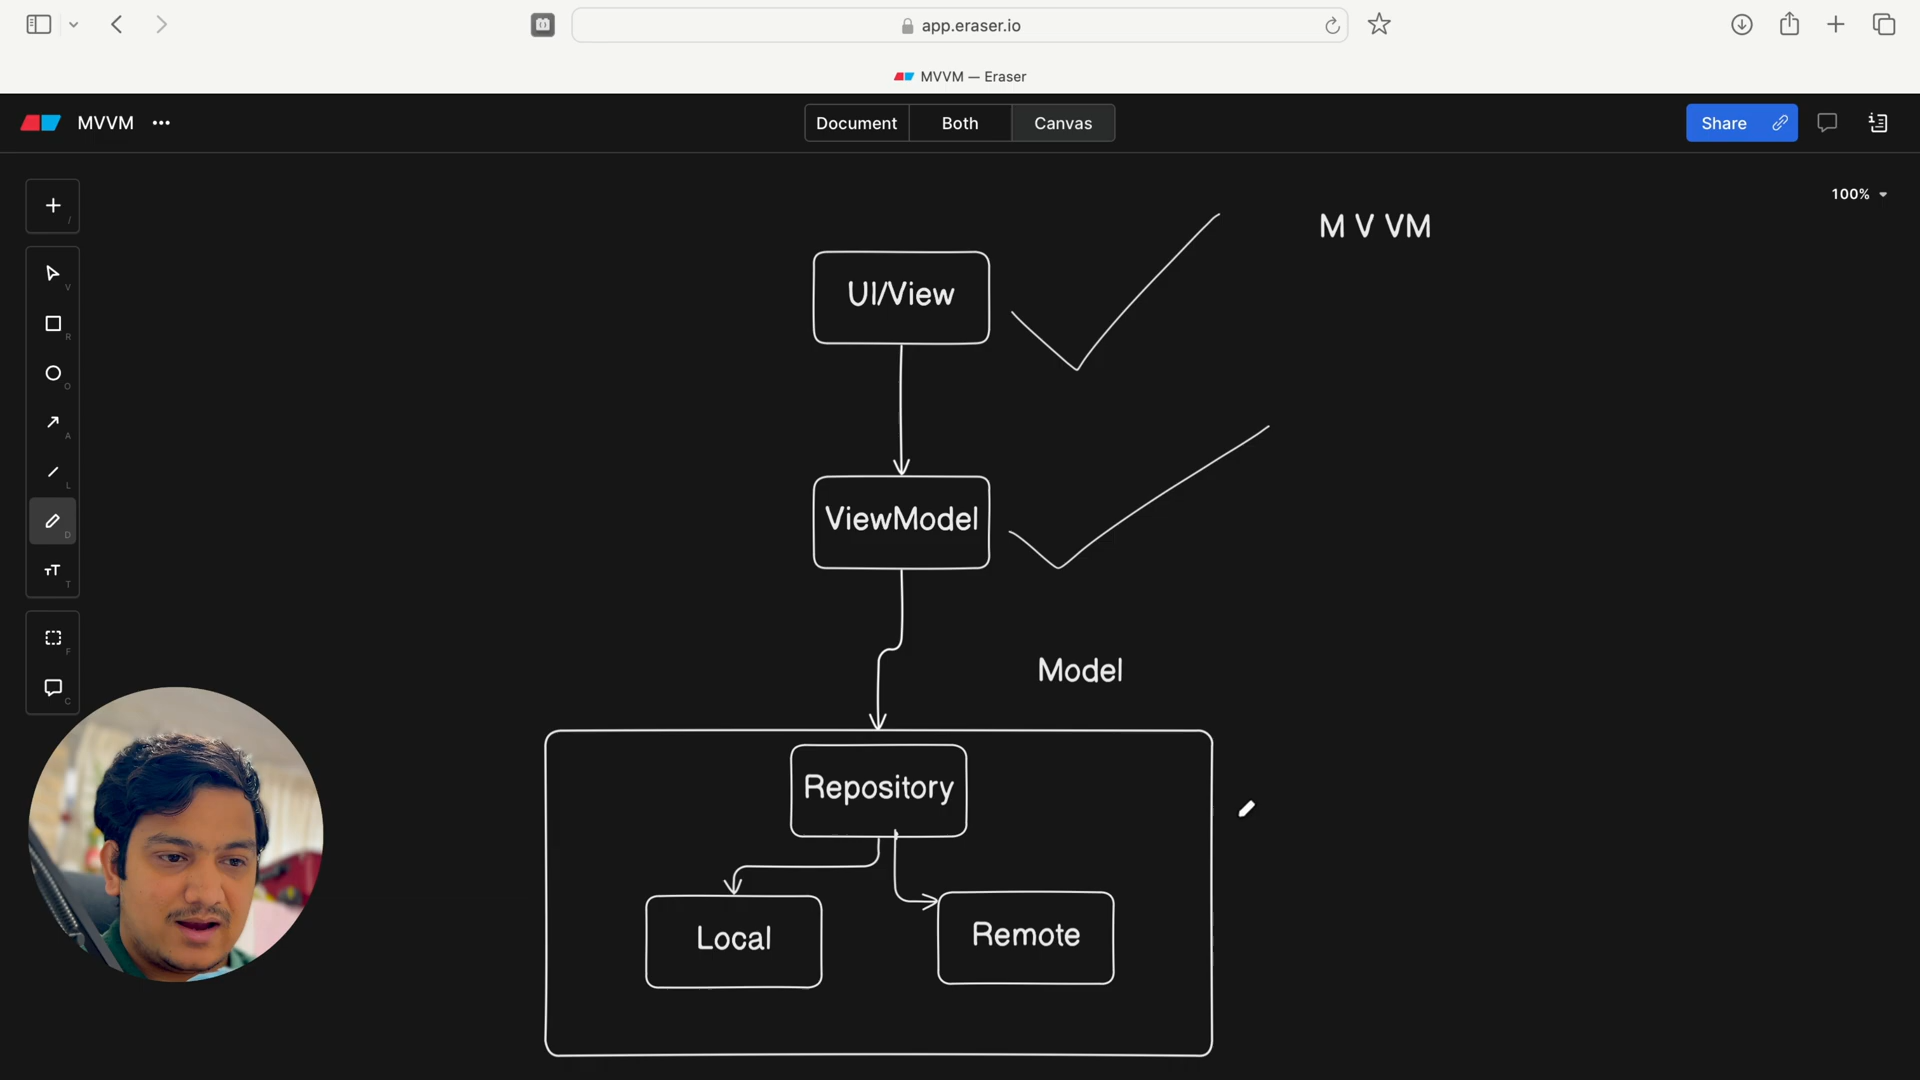 app.eraser.io
MVVM — Eraser
MVVM
Document
Both
Canvas
Share
100%
/
V
R
O
A
L
D
T
F
C
M V VM
UI/View
ViewModel
Model
Repository
Local
Remote